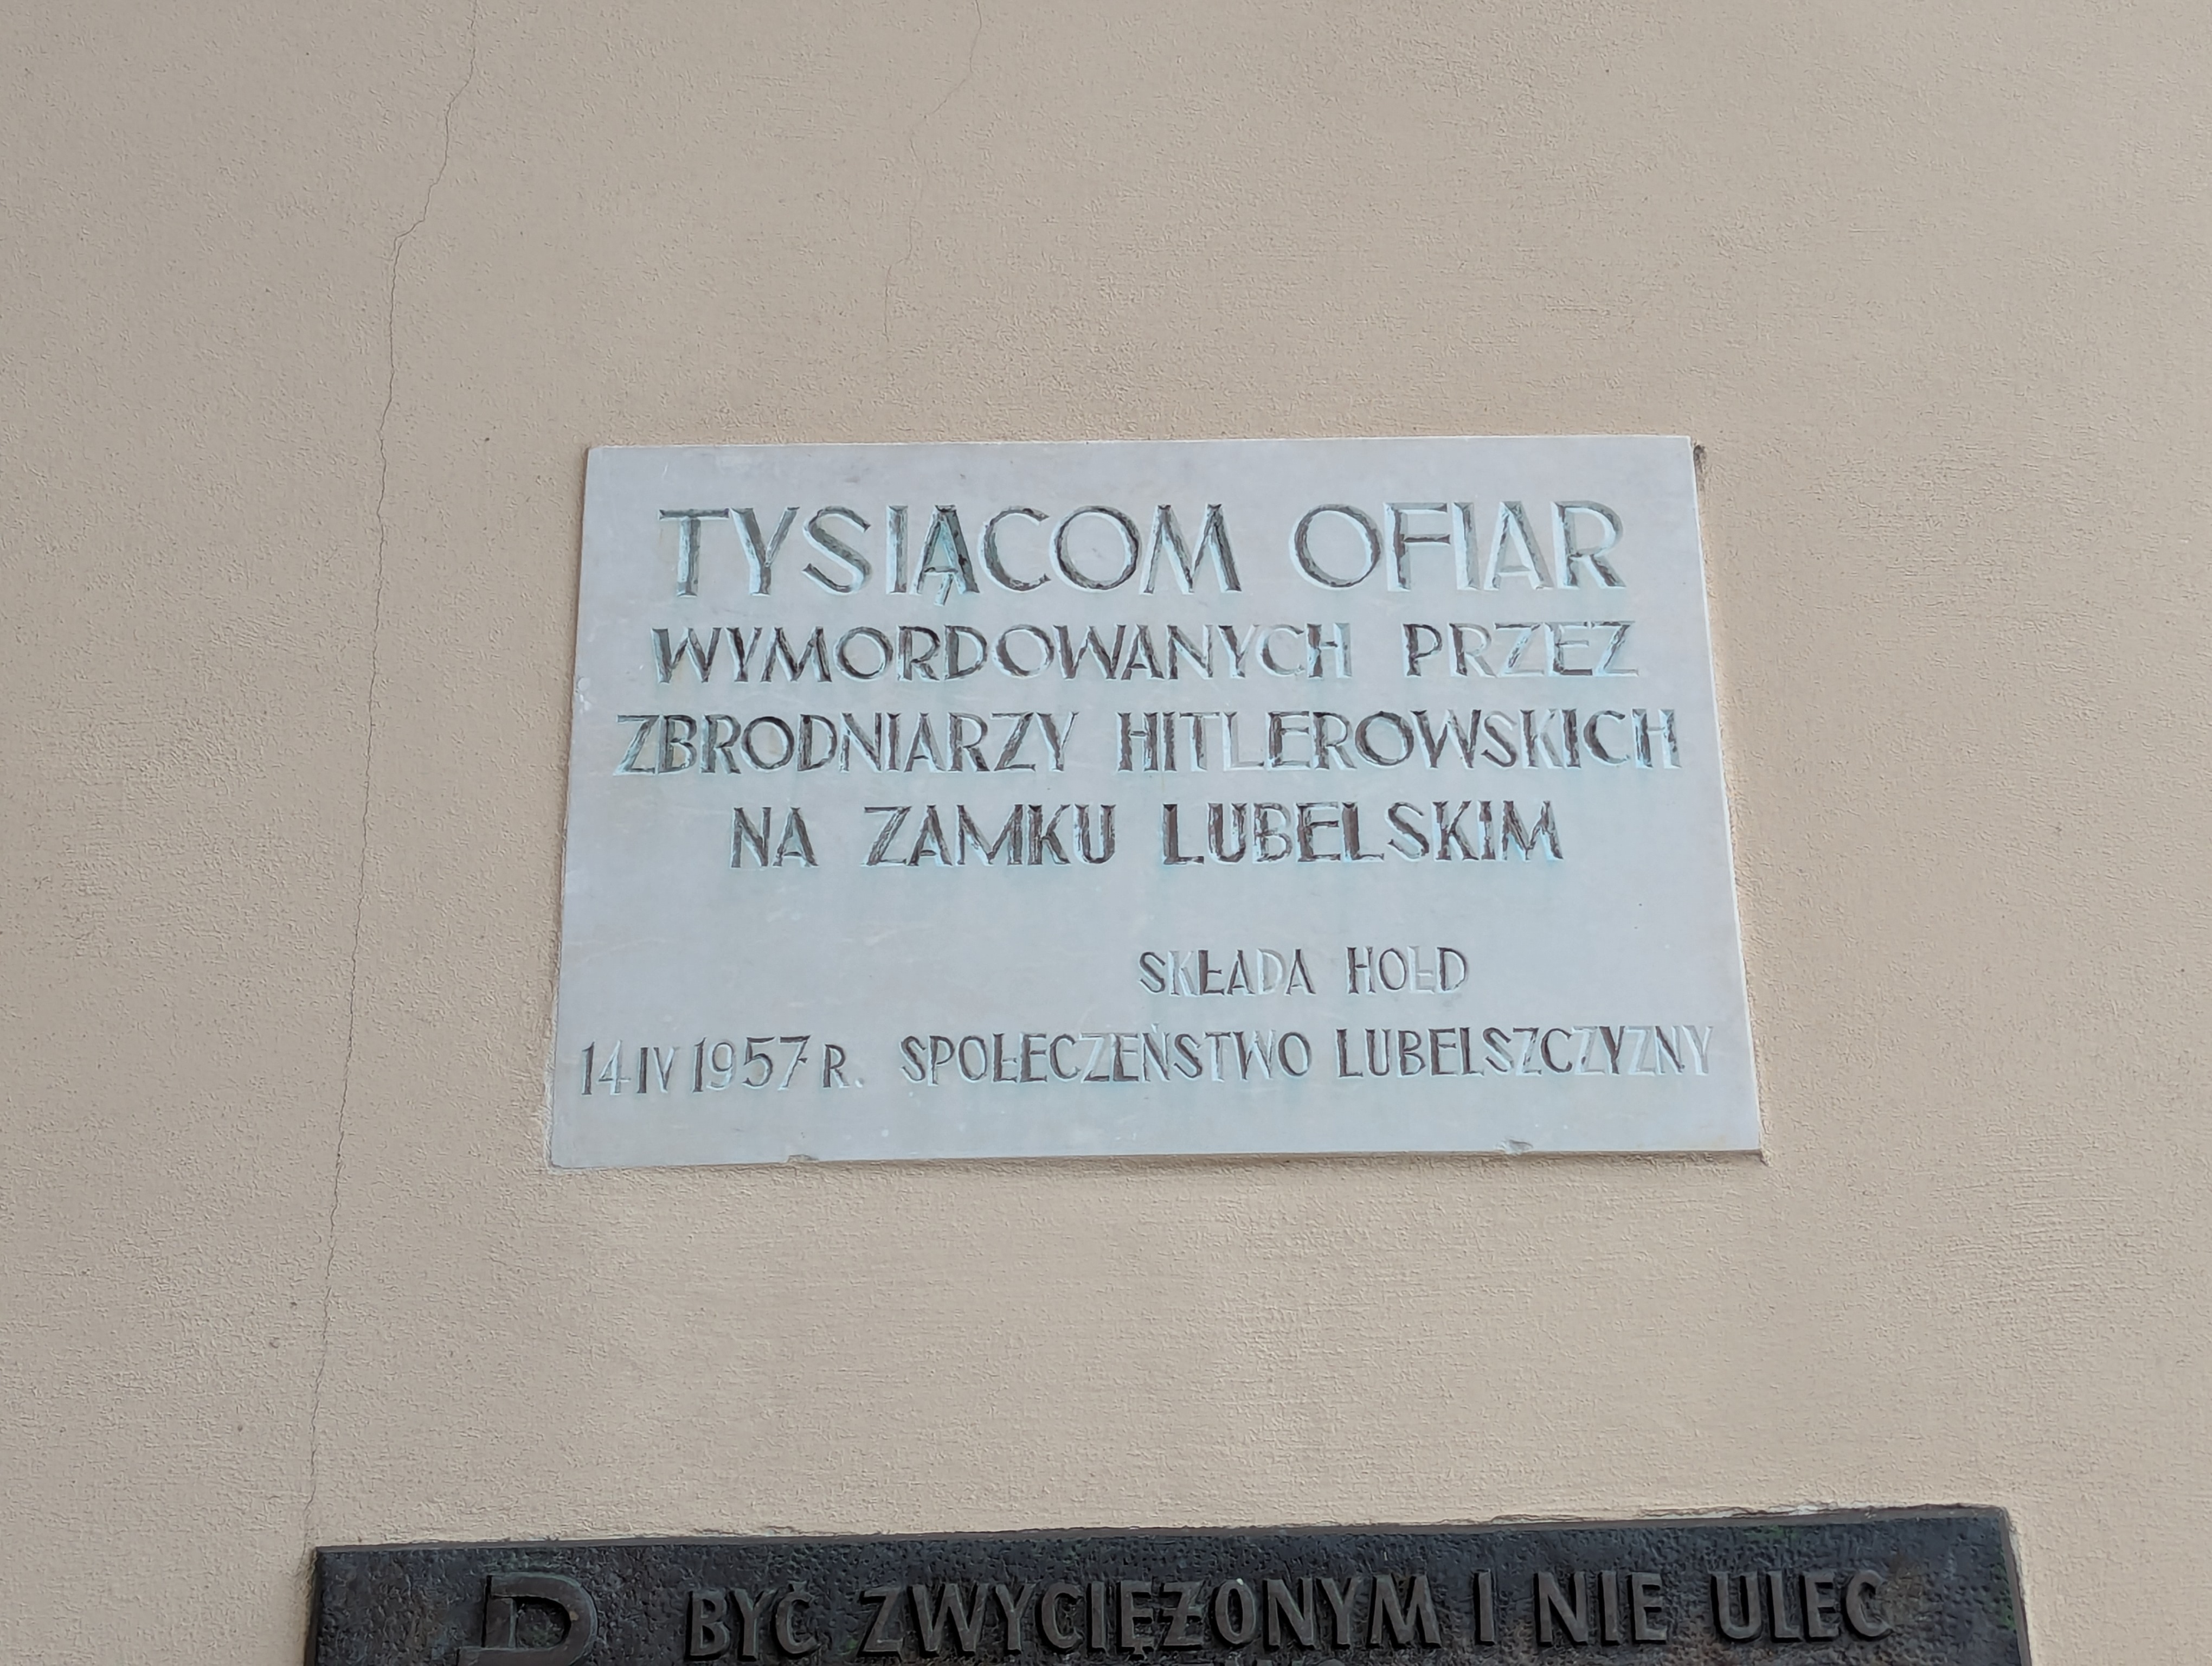 TYSIĄCOM OFIAR
WYMORDOWANYCH PRZEZ
ZBRODNIARZY HITLEROWSKICH
NA ZAMKU LUBELSKIM
SKŁADA HOŁD
14 IV 1957 R. SPOŁECZEŃSTWO LUBELSZCZYZNY
BYĆ ZWYCIĘŻONYM I NIE ULEC